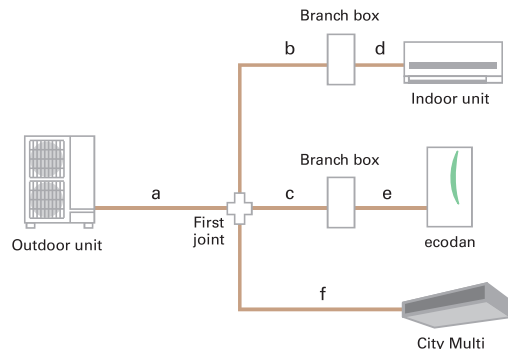 Branch box
b
d
Indoor unit
Branch box
a
c
e
First
joint
Outdoor unit
ecodan
f
City Multi